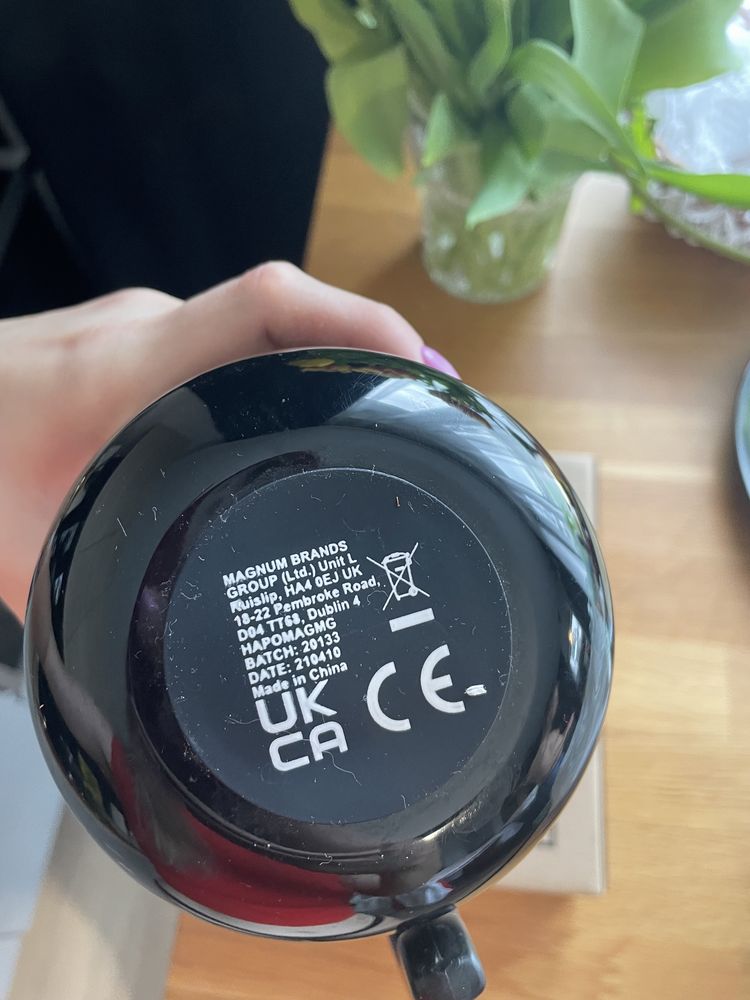 MAGNUM BRANDS
GROUP (Ltd.) Unit L
Ruislip, HA4 0EJ UK
18-22 Pembroke Road,
D04 TT68, Dublin 4
HAPOMAGMG
BATCH: 20133
DATE: 210410
Made in China
UK
CA
CE